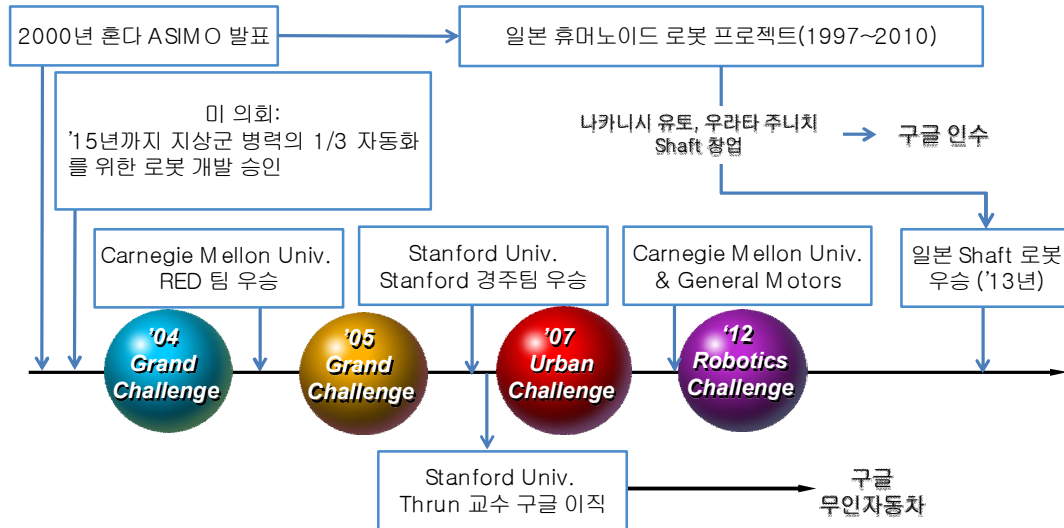 2000년 혼다 ASIMO 발표
일본 휴머노이드 로봇 프로젝트(1997~2010)
미 의회:
'15년까지 지상군 병력의 1/3 자동화
를 위한 로봇 개발 승인
나카니시 유토, 우라타 주니치
Shaft 창업
구글 인수
Carnegie Mellon Univ.
RED 팀 우승
Stanford Univ.
Stanford 경주팀 우승
Carnegie Mellon Univ.
& General Motors
일본 Shaft 로봇
우승 ('13년)
'04
Grand
Challenge
'05
Grand
Challenge
'07
Urban
Challenge
'12
Robotics
Challenge
Stanford Univ.
Thrun 교수 구글 이직
구글
무인자동차